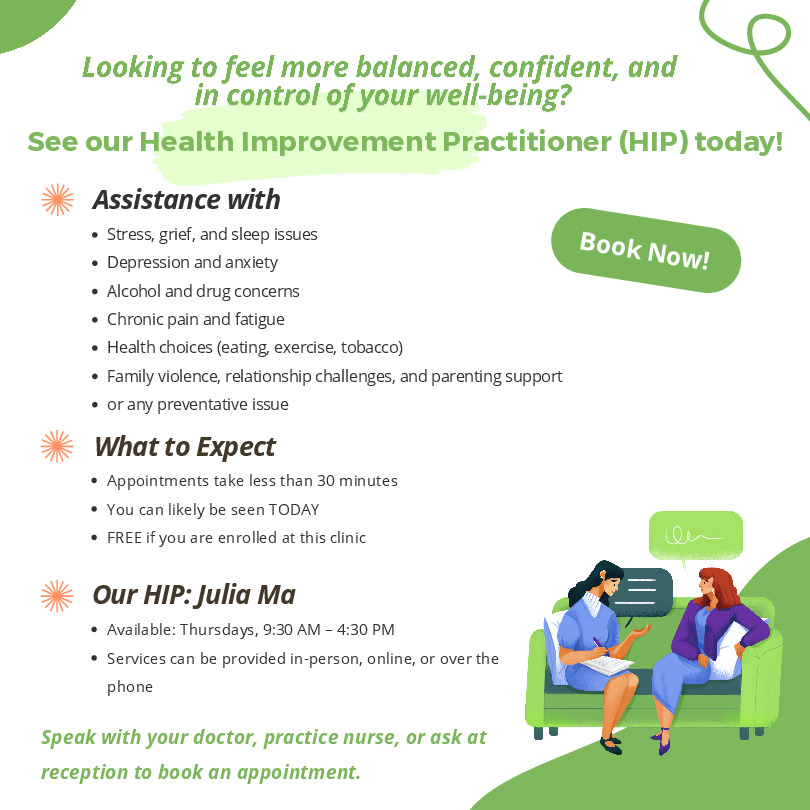 Looking to feel more balanced, confident, and
in control of your well-being?
See our Health Improvement Practitioner (HIP) today!
Assistance with
• Stress, grief, and sleep issues
• Depression and anxiety
• Alcohol and drug concerns
• Chronic pain and fatigue
• Health choices (eating, exercise, tobacco)
• Family violence, relationship challenges, and parenting support
• or any preventative issue
Book Now!
What to Expect
• Appointments take less than 30 minutes
• You can likely be seen TODAY
• FREE if you are enrolled at this clinic
Our HIP: Julia Ma
• Available: Thursdays, 9:30 AM – 4:30 PM
• Services can be provided in-person, online, or over the
phone
Speak with your doctor, practice nurse, or ask at
reception to book an appointment.